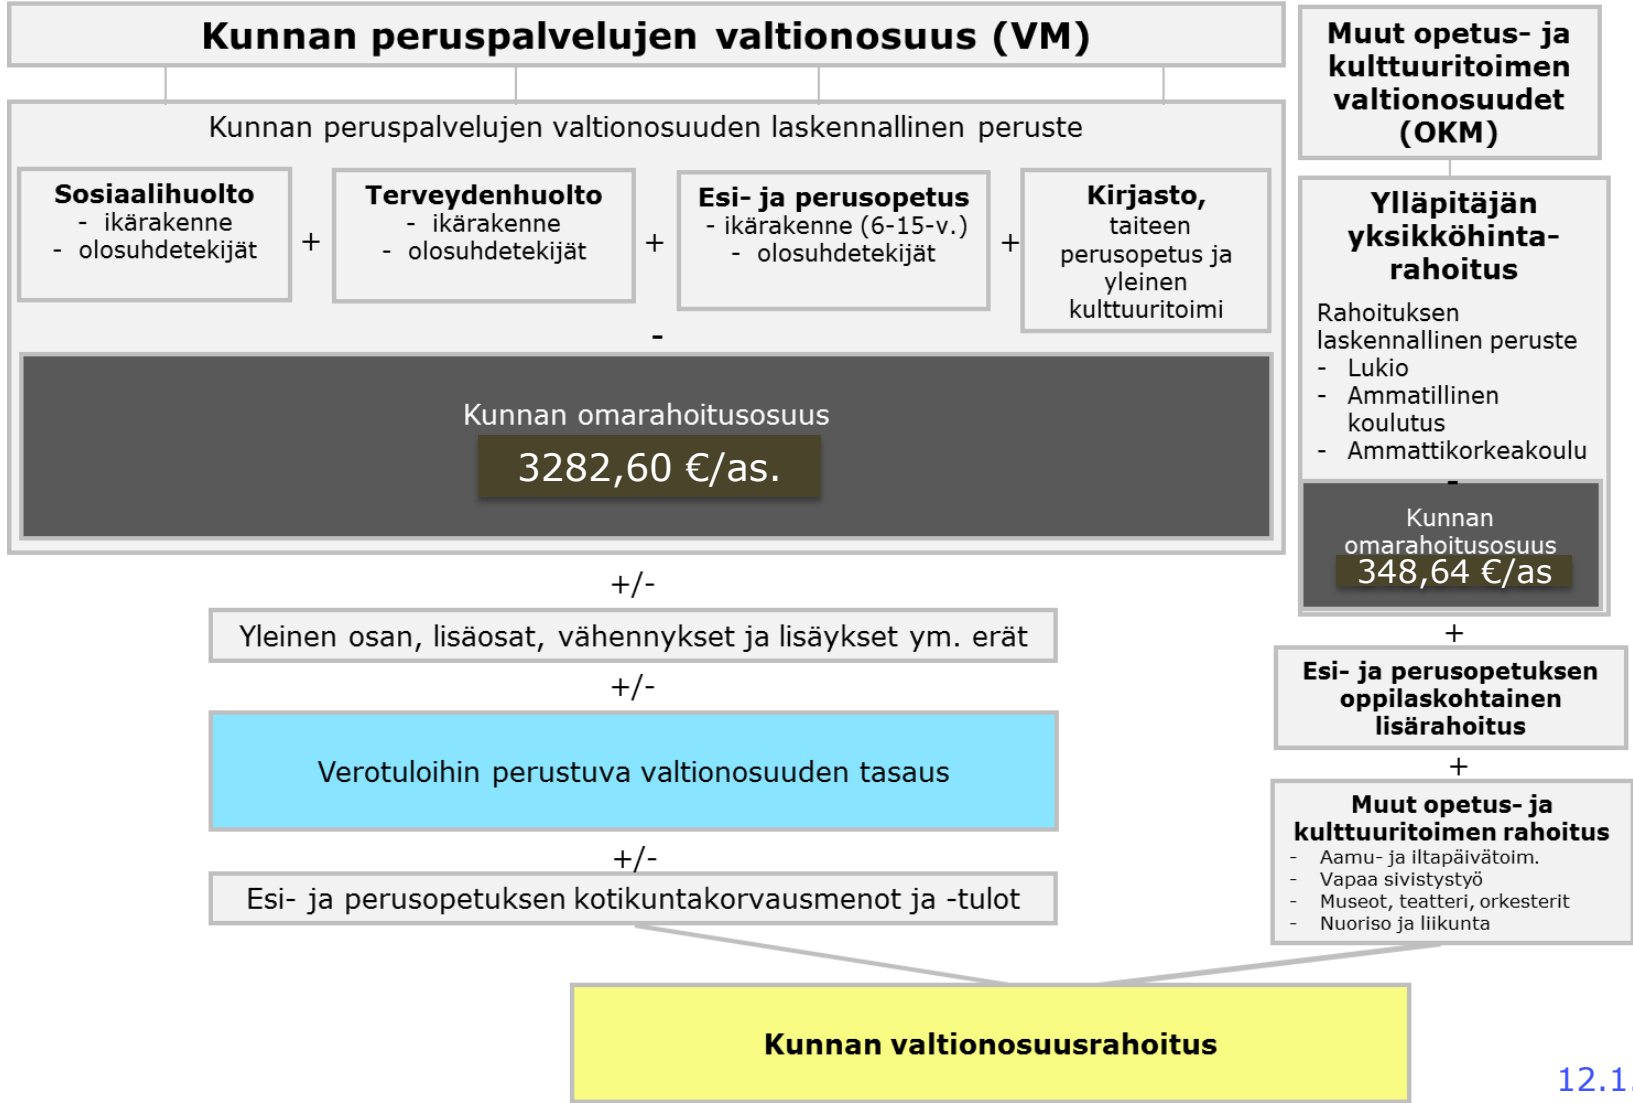 Kunnan peruspalvelujen valtionosuus (VM)
Kunnan peruspalvelujen valtionosuuden laskennallinen peruste
Sosiaalihuolto
- ikärakenne
- olosuhdetekijät
+
Terveydenhuolto
- ikärakenne
- olosuhdetekijät
+
Esi- ja perusopetus
- ikärakenne (6-15-v.)
- olosuhdetekijät
+
Kirjasto,
taiteen
perusopetus ja
yleinen
kulttuuritoimi
-
Kunnan omarahoitusosuus
3282,60 €/as.
+/-
Yleinen osan, lisäosat, vähennykset ja lisäykset ym. erät
+/-
Verotuloihin perustuva valtionosuuden tasaus
+/-
Esi- ja perusopetuksen kotikuntakorvausmenot ja -tulot
Muut opetus- ja
kulttuuritoimen
valtionosuudet
(OKM)
Ylläpitäjän
yksikköhinta-
rahoitus
Rahoituksen
laskennallinen peruste
- Lukio
- Ammatillinen
koulutus
- Ammattikorkeakoulu
-
Kunnan
omarahoitusosuus
348,64 €/as
+
Esi- ja perusopetuksen
oppilaskohtainen
lisärahoitus
+
Muut opetus- ja
kulttuuritoimen rahoitus
- Aamu- ja iltapäivätoim.
- Vapaa sivistystyö
- Museot, teatteri, orkesterit
- Nuoriso ja liikunta
Kunnan valtionosuusrahoitus
12.1.